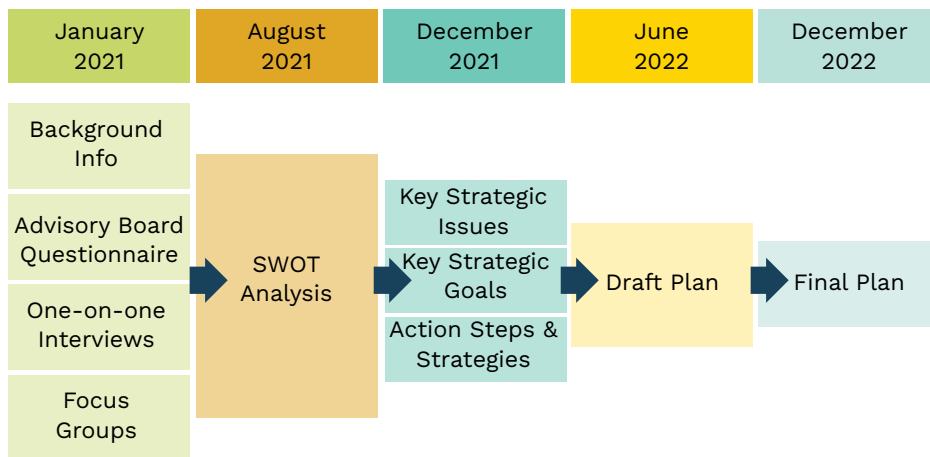 January
2021
August
2021
December
2021
June
2022
December
2022
Background
Info
Advisory Board
Questionnaire
One-on-one
Interviews
Focus
Groups
SWOT
Analysis
Key Strategic
Issues
Key Strategic
Goals
Action Steps &
Strategies
Draft Plan
Final Plan